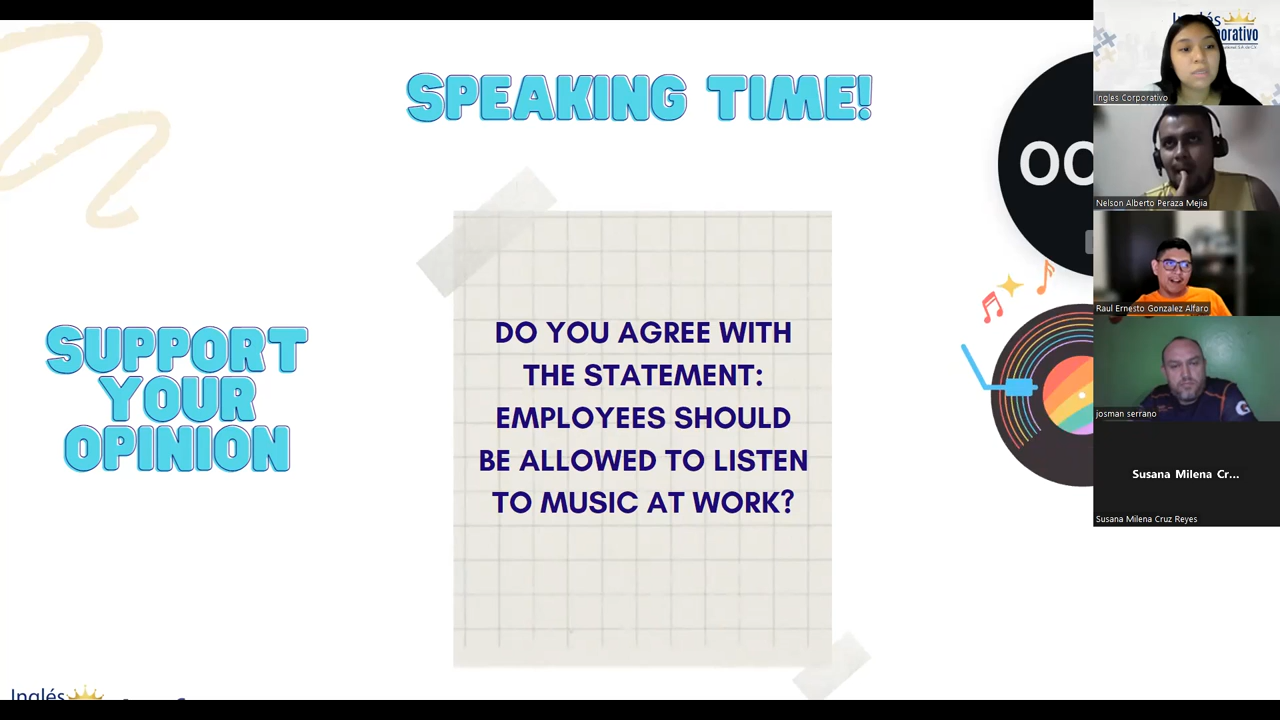 SPEAKING TIME!
SUPPORT
YOUR
OPINION
DO YOU AGREE WITH
THE STATEMENT:
EMPLOYEES SHOULD
BE ALLOWED TO LISTEN
TO MUSIC AT WORK?
Inglés
Ingles Corporativo
Nelson Alberto Peraza Mejia
Raul Ernesto Gonzalez Alfaro
josman serrano
Susana Milena Cr...
Susana Milena Cruz Reyes